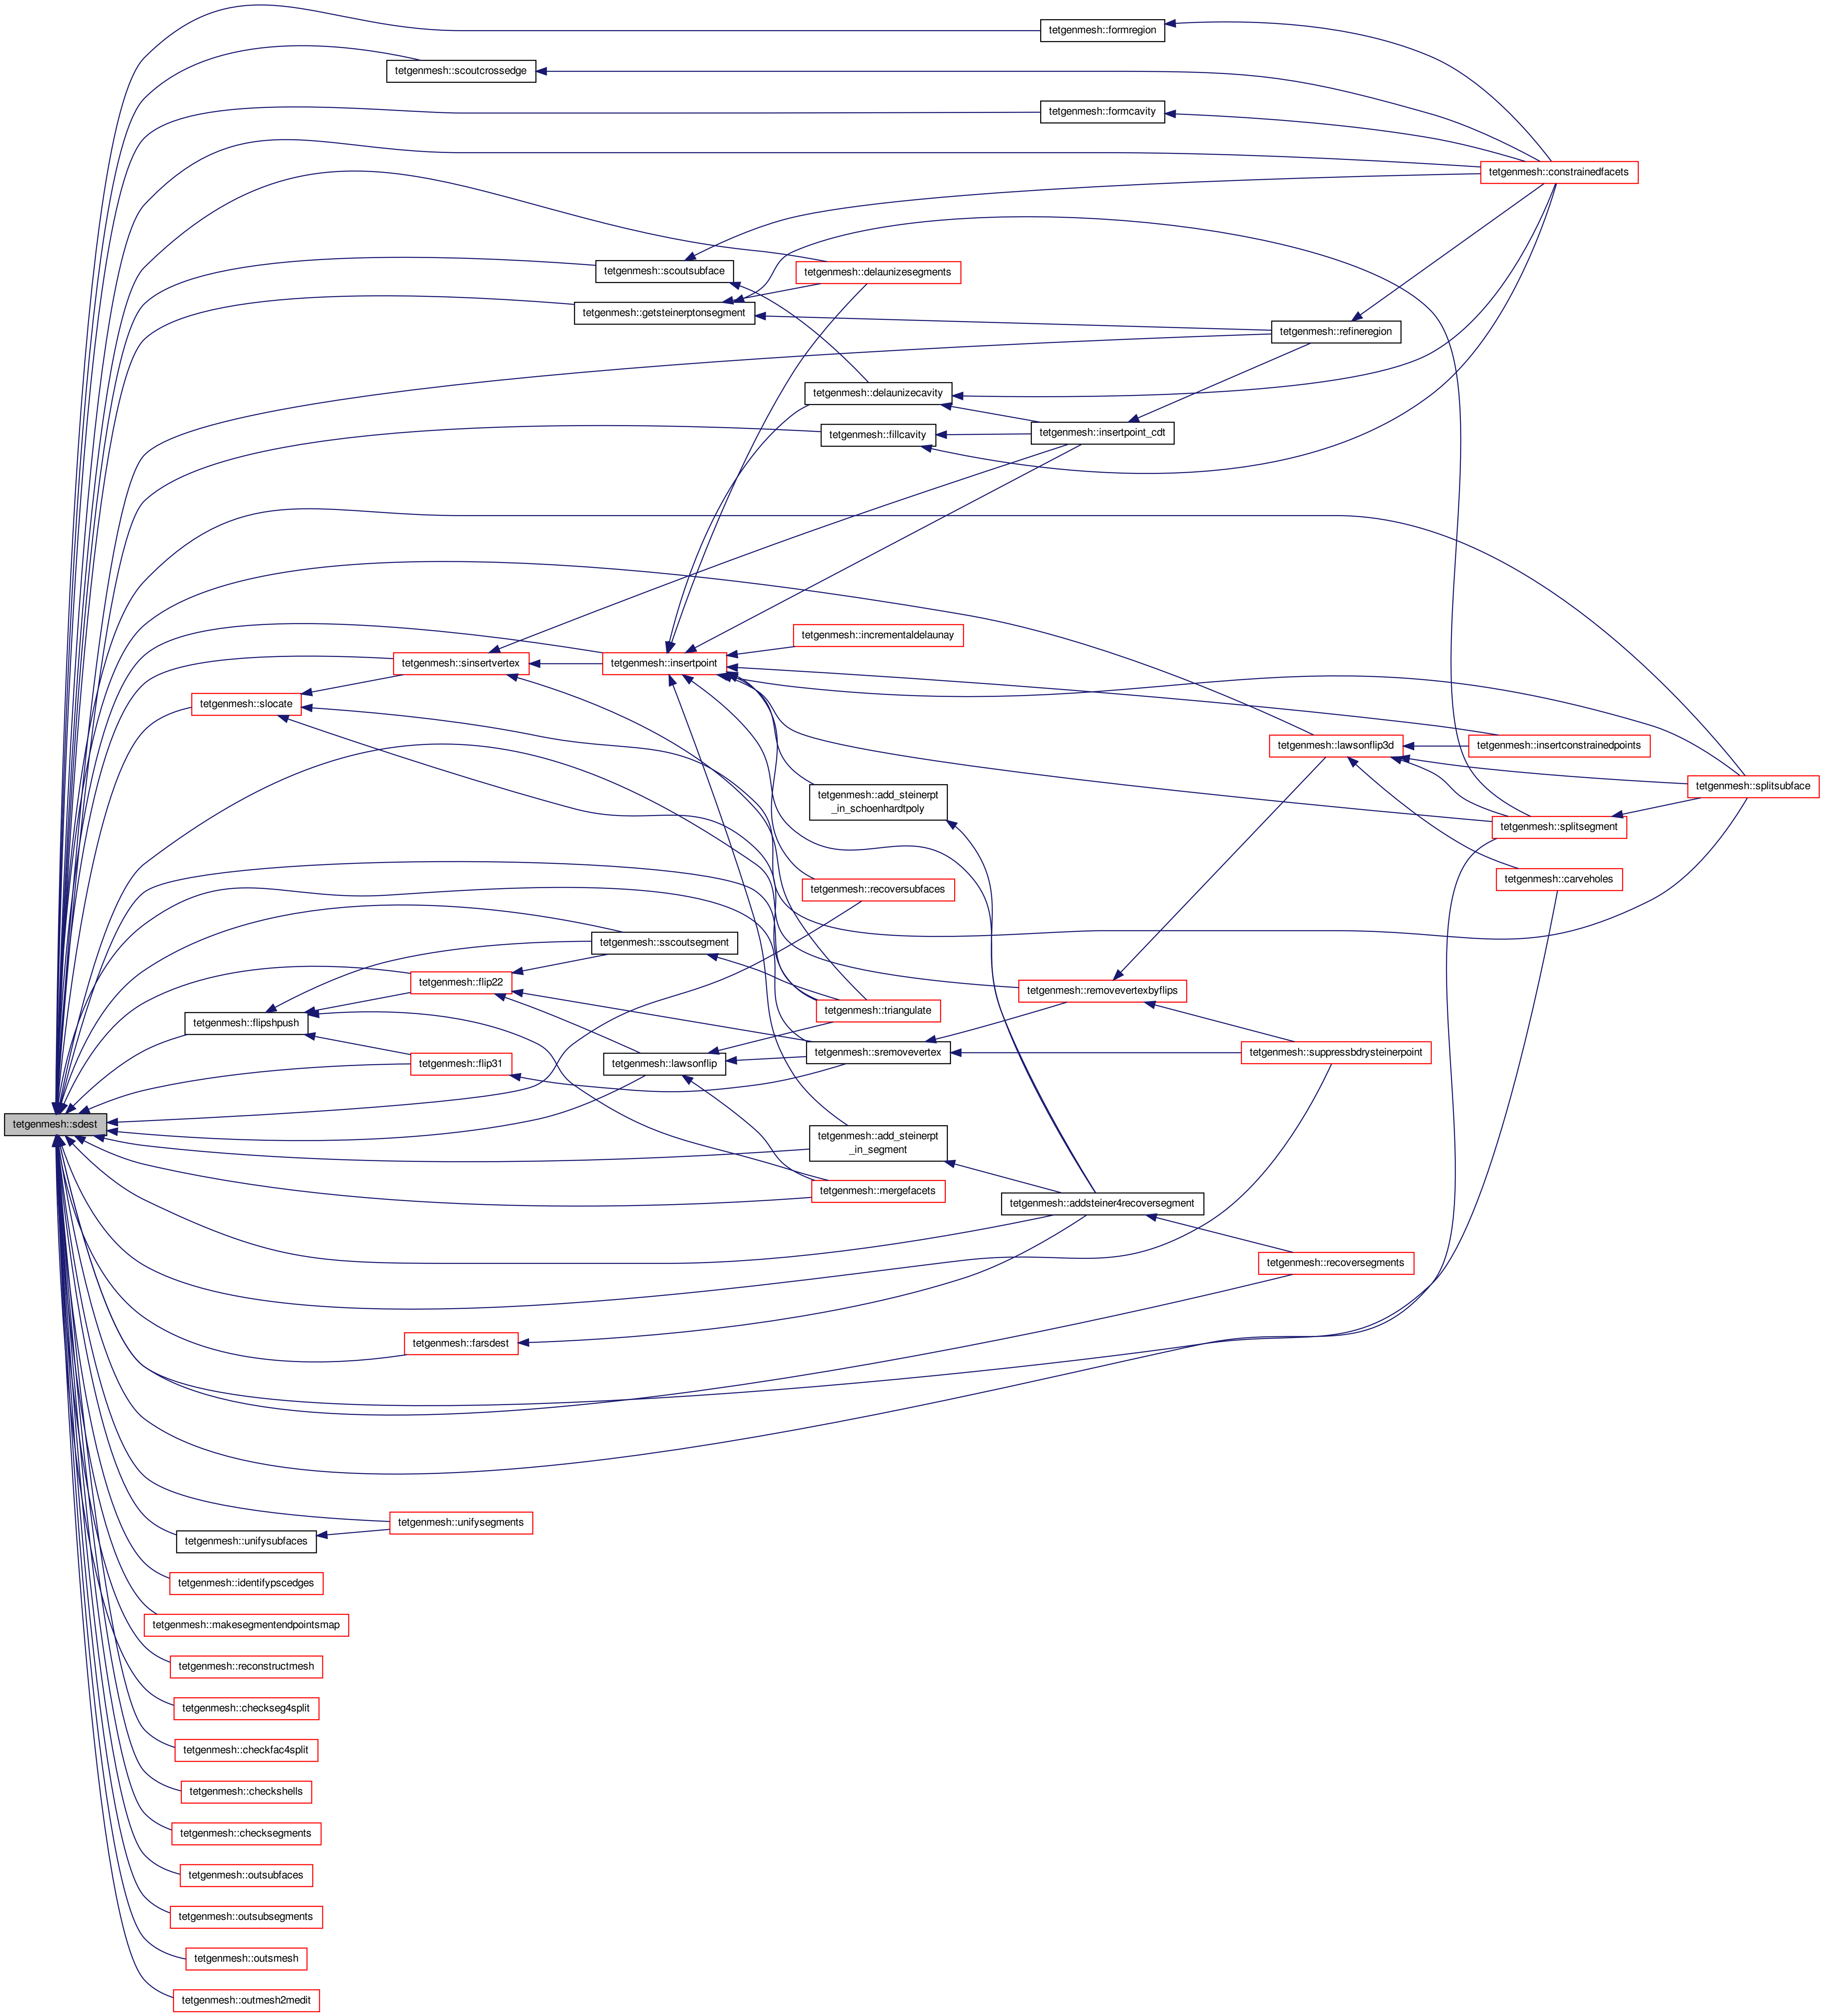 tetgenmesh::formregion
tetgenmesh::scoutcrossedge
tetgenmesh::formcavity
tetgenmesh::constrainedfacets
tetgenmesh::scoutsubface
tetgenmesh::delaunizesegments
tetgenmesh::getsteinerptonsegment
tetgenmesh::refineregion
tetgenmesh::delaunizecavity
tetgenmesh::fillcavity
tetgenmesh::insertpoint_cdt
tetgenmesh::incrementaldelaunay
tetgenmesh::sinsertvertex
tetgenmesh::insertpoint
tetgenmesh::slocate
tetgenmesh::lawsonflip3d
tetgenmesh::insertconstrainedpoints
tetgenmesh::splitsubface
tetgenmesh::add_steinerpt
_in_schoenhardtpoly
tetgenmesh::splitsegment
tetgenmesh::recoversubfaces
tetgenmesh::carveholes
tetgenmesh::sscoutsegment
tetgenmesh::flip22
tetgenmesh::removevertexbyflips
tetgenmesh::triangulate
tetgenmesh::flipshpush
tetgenmesh::sremovevertex
tetgenmesh::suppressbdrysteinerpoint
tetgenmesh::flip31
tetgenmesh::lawsonflip
tetgenmesh::sdest
tetgenmesh::add_steinerpt
_in_segment
tetgenmesh::mergefacets
tetgenmesh::addsteiner4recoversegment
tetgenmesh::recoversegments
tetgenmesh::farsdest
tetgenmesh::unifysegments
tetgenmesh::unifysubfaces
tetgenmesh::identifypscedges
tetgenmesh::makesegmentendpointsmap
tetgenmesh::reconstructmesh
tetgenmesh::checkseg4split
tetgenmesh::checkfac4split
tetgenmesh::checkshells
tetgenmesh::checksegments
tetgenmesh::outsubfaces
tetgenmesh::outsubsegments
tetgenmesh::outsmesh
tetgenmesh::outmesh2medit